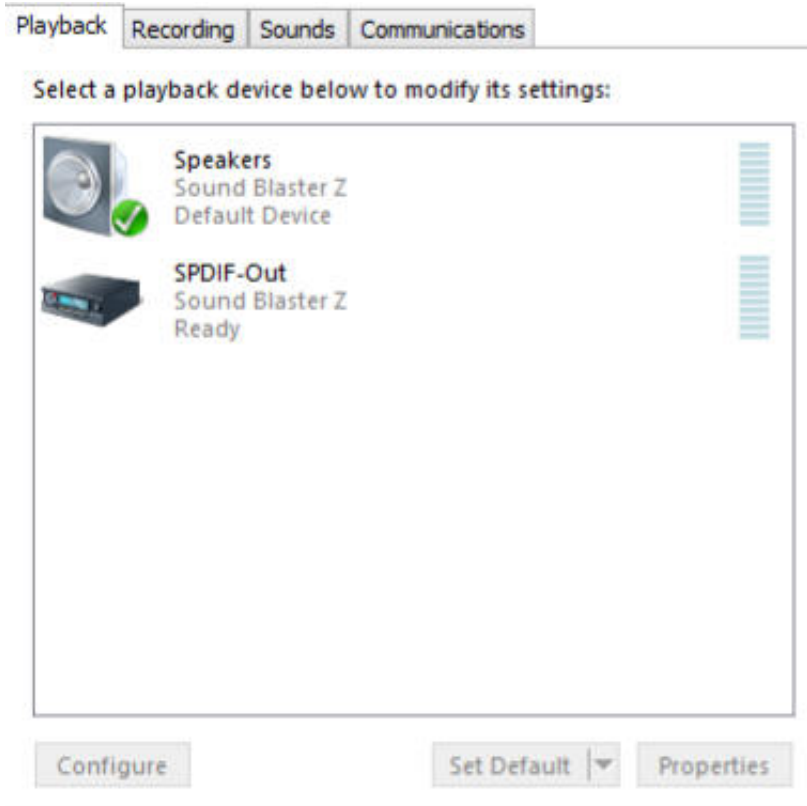 Playback Recording Sounds Communications
Select a playback device below to modify its settings:
Speakers
Sound Blaster Z
Default Device
SPDIF-Out
Sound Blaster Z
Ready
Configure Set Default Properties